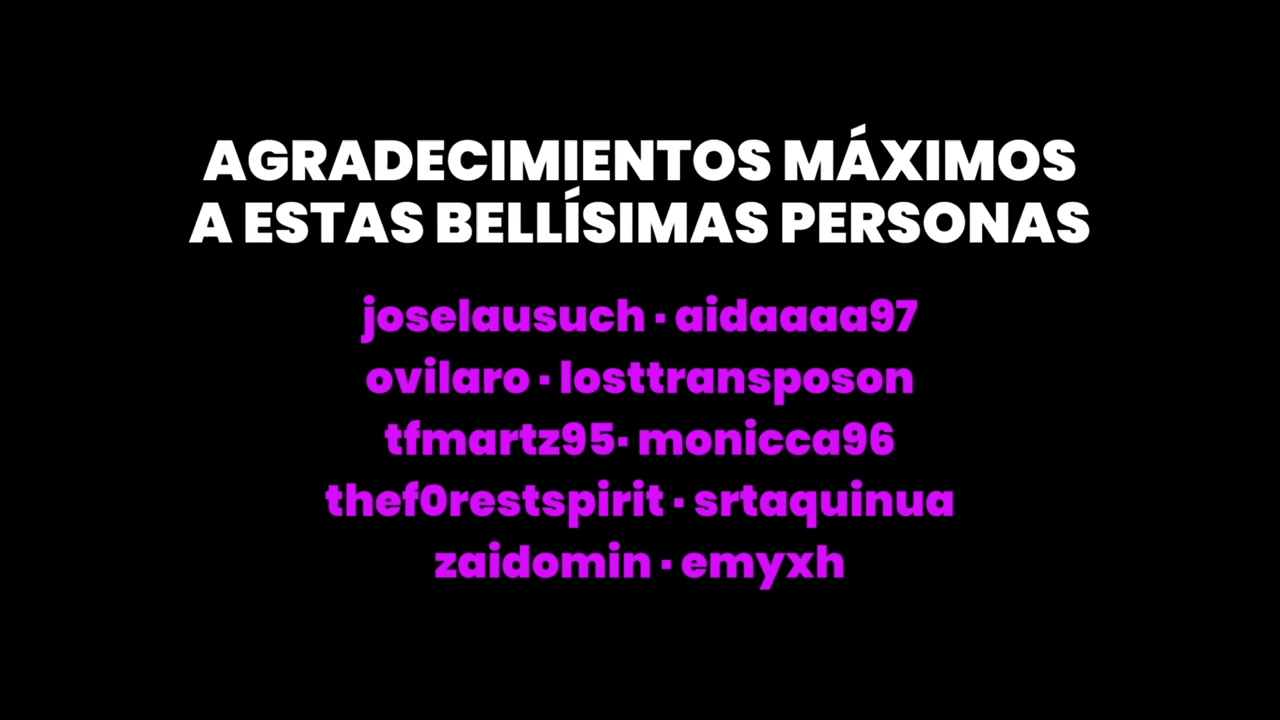 AGRADECIMIENTOS MÁXIMOS
A ESTAS BELLÍSIMAS PERSONAS
joselausuch · aidaaaa97
ovilaro · losttransposon
tfmartz95· monicca96
thef0restspirit · srtaquinua
zaidomin · emyxh